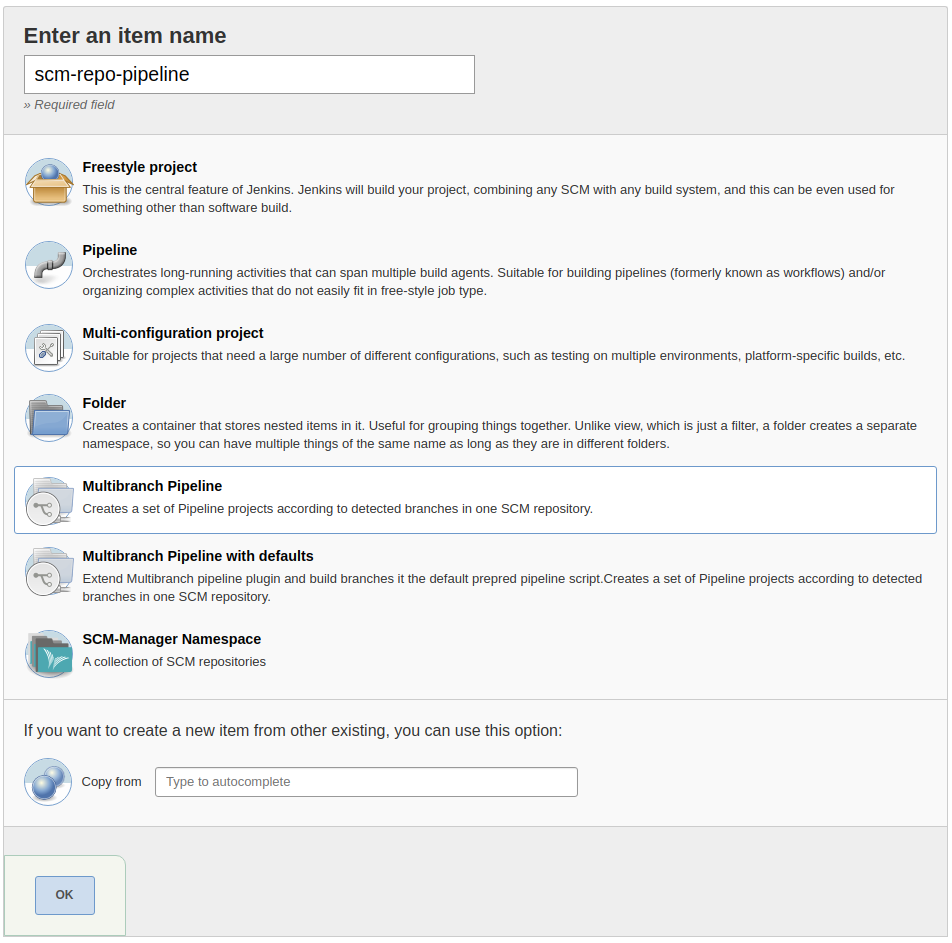 Enter an item name
scm-repo-pipeline
» Required field
Freestyle project
This is the central feature of Jenkins. Jenkins will build your project, combining any SCM with any build system, and this can be even used for
something other than software build.
Pipeline
Orchestrates long-running activities that can span multiple build agents. Suitable for building pipelines (formerly known as workflows) and/or
organizing complex activities that do not easily fit in free-style job type.
Multi-configuration project
Suitable for projects that need a large number of different configurations, such as testing on multiple environments, platform-specific builds, etc.
Folder
Creates a container that stores nested items in it. Useful for grouping things together. Unlike view, which is just a filter, a folder creates a separate
namespace, so you can have multiple things of the same name as long as they are in different folders.
Multibranch Pipeline
Creates a set of Pipeline projects according to detected branches in one SCM repository.
Multibranch Pipeline with defaults
Extend Multibranch pipeline plugin and build branches it the default prepred pipeline script.Creates a set of Pipeline projects according to detected
branches in one SCM repository.
SCM-Manager Namespace
A collection of SCM repositories
If you want to create a new item from other existing, you can use this option:
Copy from
Type to autocomplete
OK